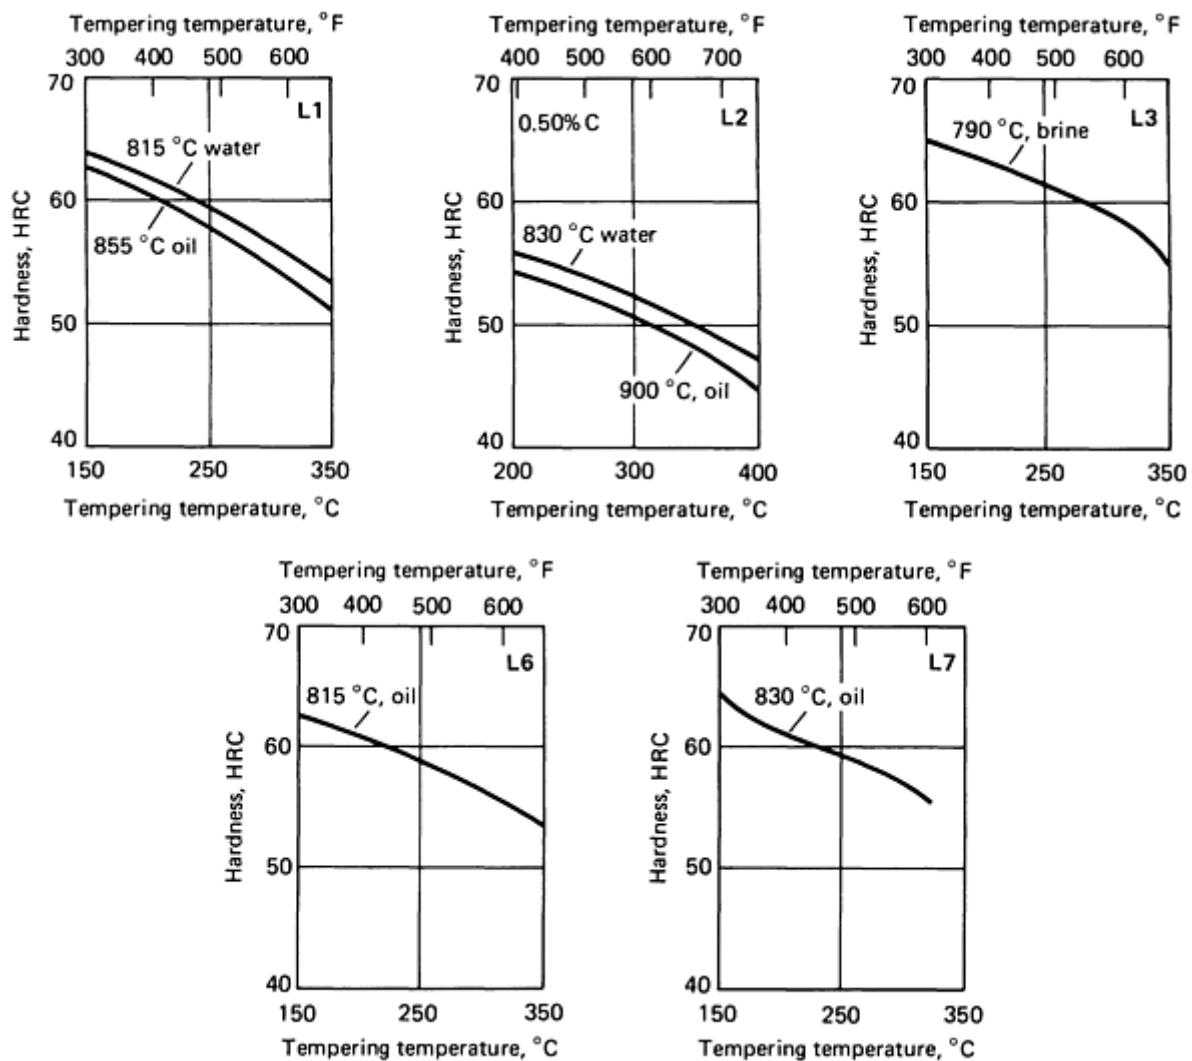 Tempering temperature, °F
300 400 500 600
70
60
50
40
Hardness, HRC
L1
815 °C water
855 °C oil
150 250 350
Tempering temperature, °C
Tempering temperature, °F
400 500 600 700
70
60
50
40
Hardness, HRC
0.50% C
L2
830 °C water
900 °C, oil
200 300 400
Tempering temperature, °C
Tempering temperature, °F
300 400 500 600
70
60
50
40
Hardness, HRC
L3
790 °C, brine
150 250 350
Tempering temperature, °C
Tempering temperature, °F
300 400 500 600
70
60
50
40
Hardness, HRC
L6
815 °C, oil
150 250 350
Tempering temperature, °C
Tempering temperature, °F
300 400 500 600
70
60
50
40
Hardness, HRC
L7
830 °C, oil
150 250 350
Tempering temperature, °C